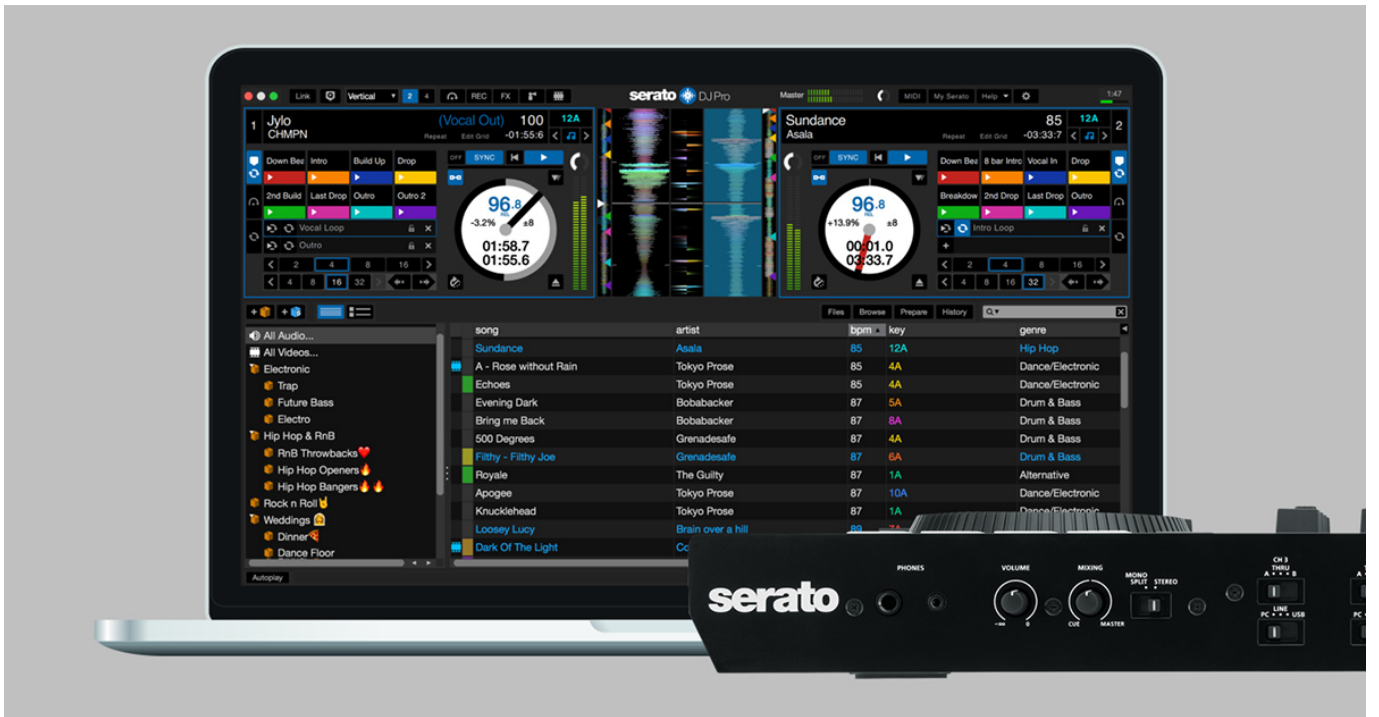 Link Vertical 2 4 REC FX serato DJ Pro Master MIDI My Serato Help 1:47
1 Jylo (Vocal Out) 100 12A
CHMPN Repeat Edit Grid -01:55:6
Down Bea Intro Build Up Drop OFF SYNC
2nd Build Last Drop Outro Outro 2
96.8
REL
-3.2% ±8
01:58.7
01:55.6
Vocal Loop
Outro
2 4 8 16
4 8 16 32
Sundance 85 12A 2
Asala Repeat Edit Grid -03:33:7
OFF SYNC Down Bea 8 bar Intro Vocal In Drop
Breakdown 2nd Drop Last Drop Outro
96.8
REL
+13.9% ±8
00:01.0
03:33.7
Intro Loop
2 4 8 16
4 8 16 32
Files Browse Prepare History
All Audio...
All Videos...
Electronic
Trap
Future Bass
Electro
Hip Hop & RnB
RnB Throwbacks❤️
Hip Hop Openers🔥
Hip Hop Bangers🔥🔥
Rock n Roll🤘
Weddings 👰
Dinner🍕
Dance Floor
Autoplay
song artist bpm key genre
Sundance Asala 85 12A Hip Hop
A - Rose without Rain Tokyo Prose 85 4A Dance/Electronic
Echoes Tokyo Prose 85 4A Dance/Electronic
Evening Dark Bobabacker 87 5A Drum & Bass
Bring me Back Bobabacker 87 8A Drum & Bass
500 Degrees Grenadesafe 87 4A Drum & Bass
Filthy - Filthy Joe Grenadesafe 87 6A Drum & Bass
Royale The Guilty 87 1A Alternative
Apogee Tokyo Prose 87 10A Dance/Electronic
Knucklehead Tokyo Prose 87 1A Dance/Electronic
Loosey Lucy Brain over a hill 89 7A
Dark Of The Light
serato
PHONES VOLUME MIXING MONO
SPLIT STEREO
-∞ 0 CUE MASTER
CH 3
THRU
A B
LINE
PC USB
A
PC